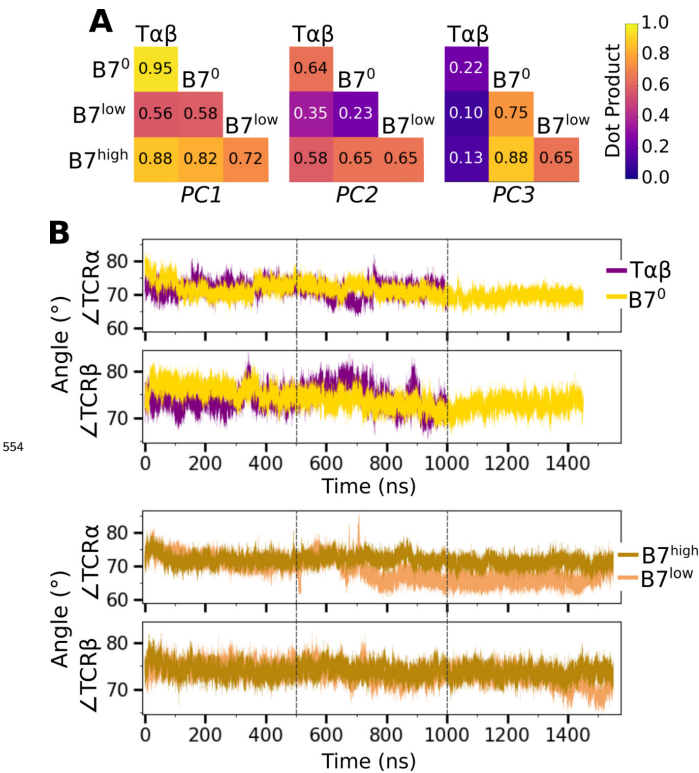 A
Tαβ
Tαβ
Tαβ
1.0
0.8
0.6
0.4
0.2
0.0
Dot Product
B7⁰ 0.95 B7⁰ 0.64 B7⁰ 0.22 B7⁰
B7ˡᵒʷ 0.56 0.58 B7ˡᵒʷ 0.35 0.23 B7ˡᵒʷ 0.10 0.75 B7ˡᵒʷ
B7ʰⁱᵍʰ 0.88 0.82 0.72 0.58 0.65 0.65 0.13 0.88 0.65
PC1 PC2 PC3
B
Angle (°)
∠TCRα
80
70
60
Tαβ
B7⁰
∠TCRβ
80
70
0 200 400 600 800 1000 1200 1400
Time (ns)
554
Angle (°)
∠TCRα
80
70
60
B7ʰⁱᵍʰ
B7ˡᵒʷ
∠TCRβ
80
70
0 200 400 600 800 1000 1200 1400
Time (ns)